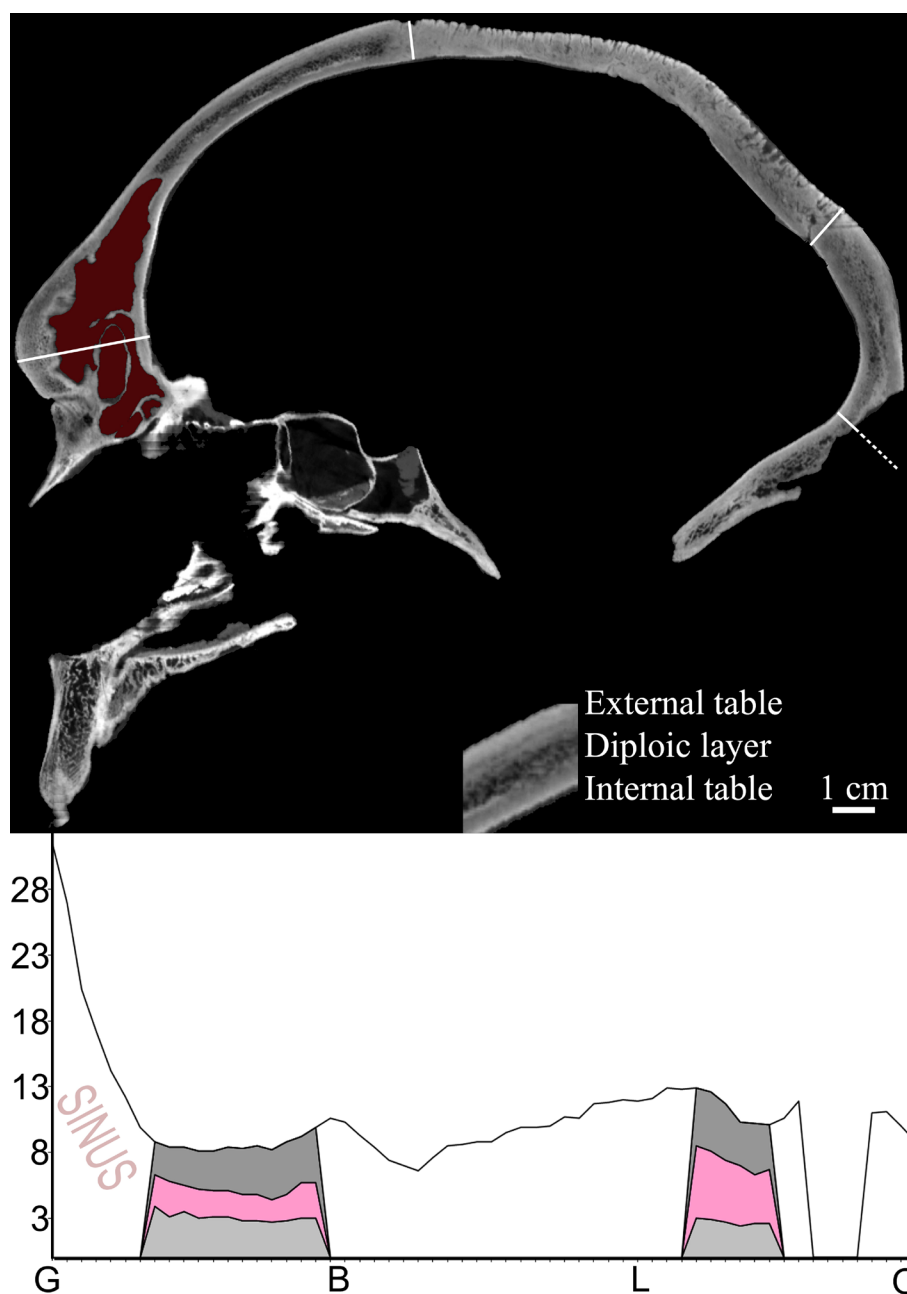 External table
Diploic layer
Internal table
1 cm
28
23
18
13
8
3
SINUS
G
B
L